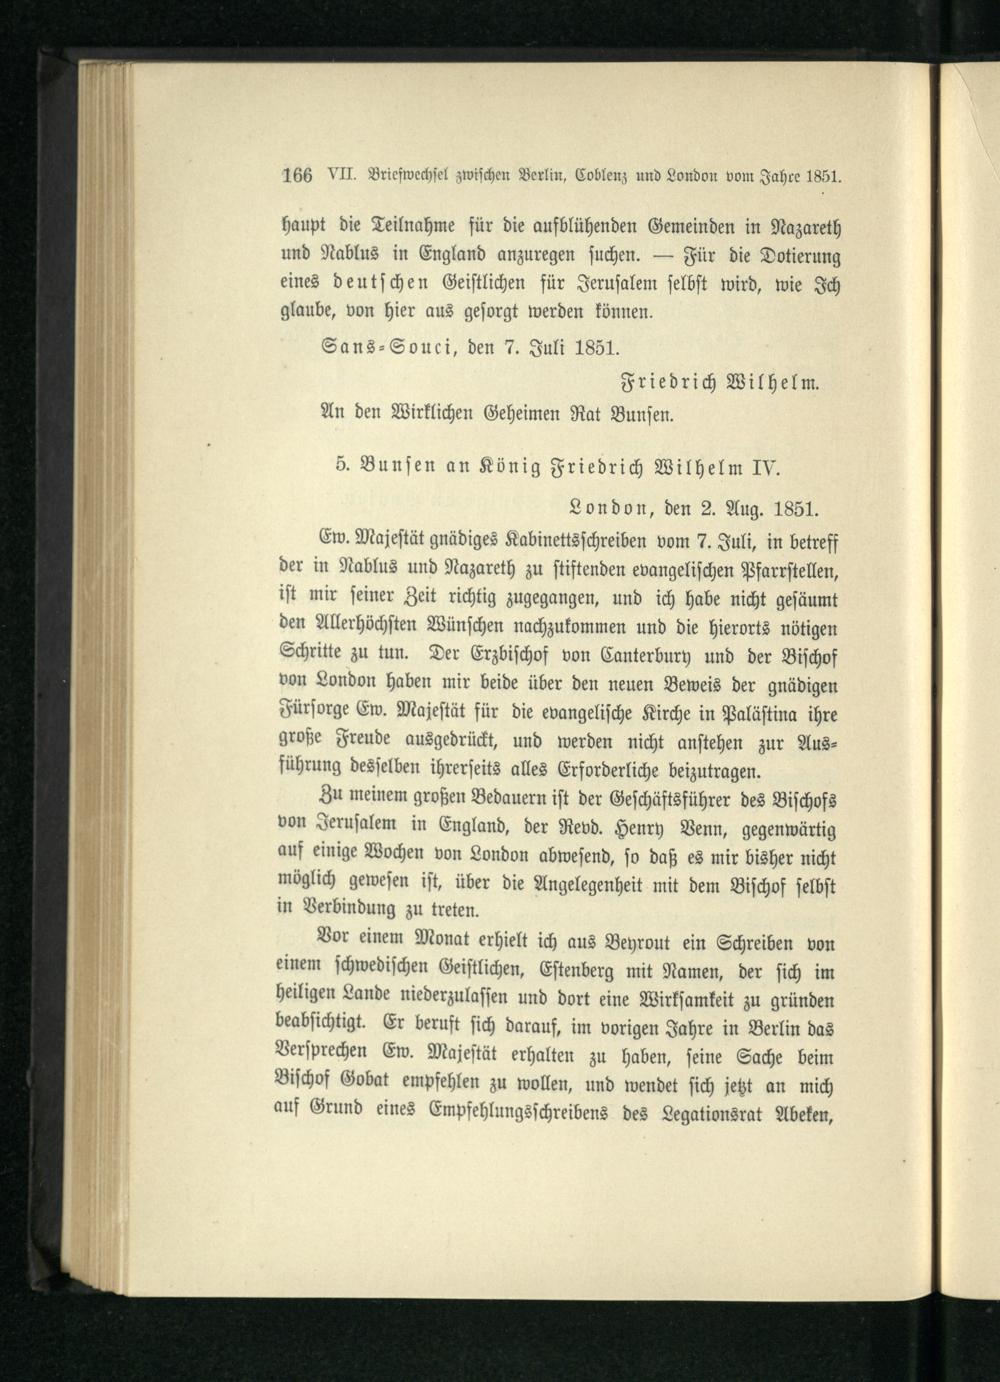 166 VII. Briefwechsel zwischen Berlin, Coblenz und London vom Jahre 1851.
haupt die Teilnahme für die aufblühenden Gemeinden in Nazareth
und Nablus in England anzuregen suchen. — Für die Dotierung
eines deutschen Geistlichen für Jerusalem selbst wird, wie Ich
glaube, von hier aus gesorgt werden können.
Sans-Souci, den 7. Juli 1851.
Friedrich Wilhelm.
An den Wirklichen Geheimen Rat Bunsen.
5. Bunsen an König Friedrich Wilhelm IV.
London, den 2. Aug. 1851.
Ew. Majestät gnädiges Kabinettsschreiben vom 7. Juli, in betreff
der in Nablus und Nazareth zu stiftenden evangelischen Pfarrstellen,
ist mir seiner Zeit richtig zugegangen, und ich habe nicht gesäumt
den Allerhöchsten Wünschen nachzukommen und die hierorts nötigen
Schritte zu tun. Der Erzbischof von Canterbury und der Bischof
von London haben mir beide über den neuen Beweis der gnädigen
Fürsorge Ew. Majestät für die evangelische Kirche in Palästina ihre
große Freude ausgedrückt, und werden nicht anstehen zur Aus-
führung desselben ihrerseits alles Erforderliche beizutragen.
Zu meinem großen Bedauern ist der Geschäftsführer des Bischofs
von Jerusalem in England, der Revd. Henry Venn, gegenwärtig
auf einige Wochen von London abwesend, so daß es mir bisher nicht
möglich gewesen ist, über die Angelegenheit mit dem Bischof selbst
in Verbindung zu treten.
Vor einem Monat erhielt ich aus Beyrout ein Schreiben von
einem schwedischen Geistlichen, Estenberg mit Namen, der sich im
heiligen Lande niederzulassen und dort eine Wirksamkeit zu gründen
beabsichtigt. Er beruft sich darauf, im vorigen Jahre in Berlin das
Versprechen Ew. Majestät erhalten zu haben, seine Sache beim
Bischof Gobat empfehlen zu wollen, und wendet sich jetzt an mich
auf Grund eines Empfehlungsschreibens des Legationsrat Abeken,